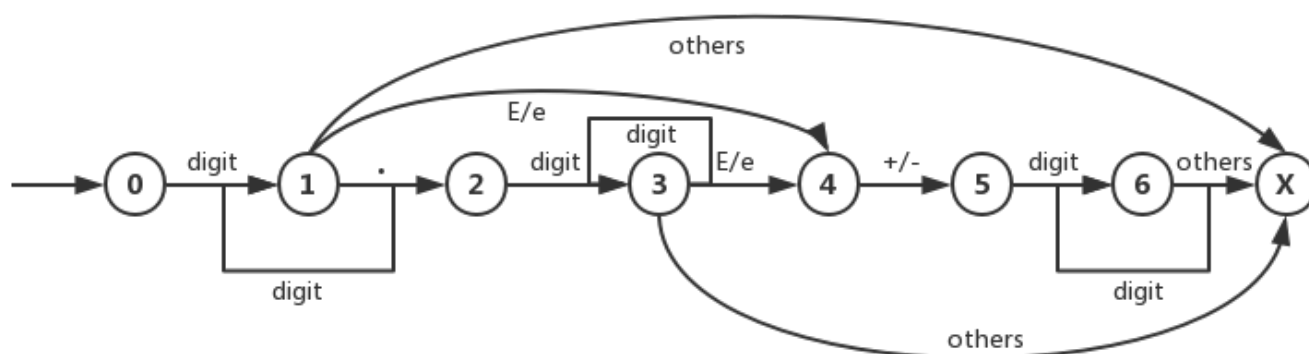 others
E/e
digit
digit . digit E/e +/- digit others
0 1 2 3 4 5 6 X
digit
digit
others